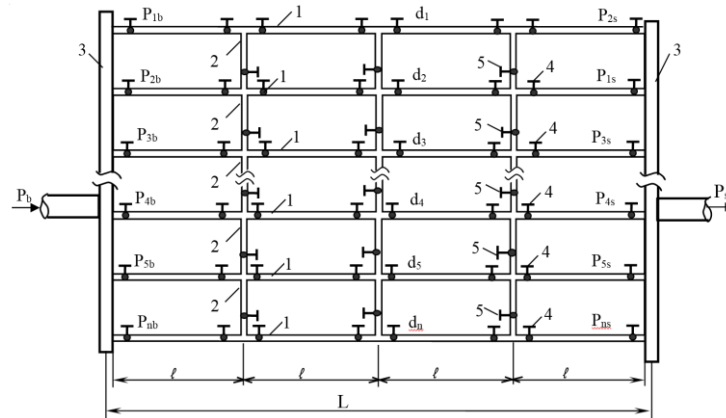 P1b 1 d1 P2s
3 2 5 4 3
P2b d2 P1s
2 1 5 4
P3b d3 P3s
2 1 5 4
Pb P4b 1 d4 P4s Ps
2 5 4
P5b 1 d5 P5s
2 1 5 4
Pnb dn Pns
ℓ ℓ ℓ ℓ
L